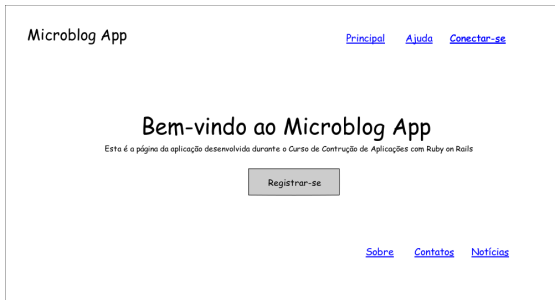 Microblog App Principal Ajuda Conectar-se
Bem-vindo ao Microblog App
Esta é a página da aplicação desenvolvida durante o Curso de Contrução de Aplicações com Ruby on Rails
Registrar-se
Sobre Contatos Notícias